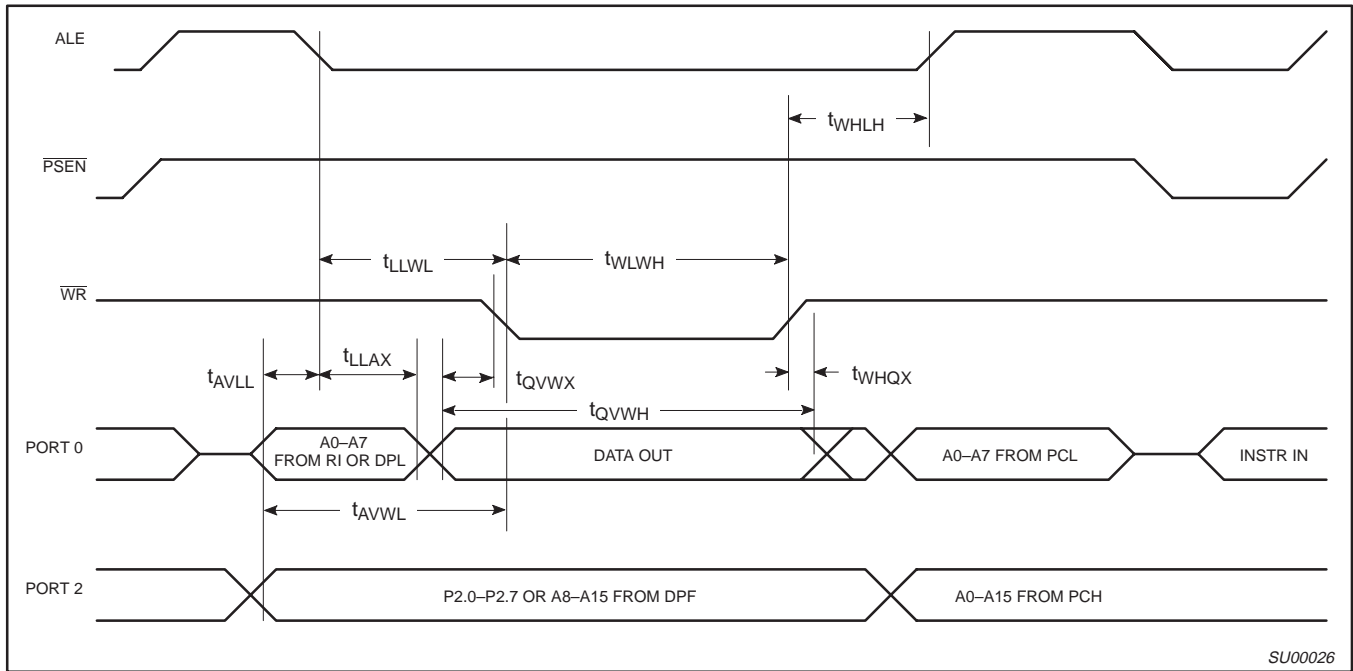 ALE
tWHLH
PSEN
tLLWL
tWLWH
WR
tAVLL
tLLAX
tQVWX
tWHQX
tQVWH
PORT 0
A0–A7
FROM RI OR DPL
DATA OUT
A0–A7 FROM PCL
INSTR IN
tAVWL
PORT 2
P2.0–P2.7 OR A8–A15 FROM DPF
A0–A15 FROM PCH
SU00026